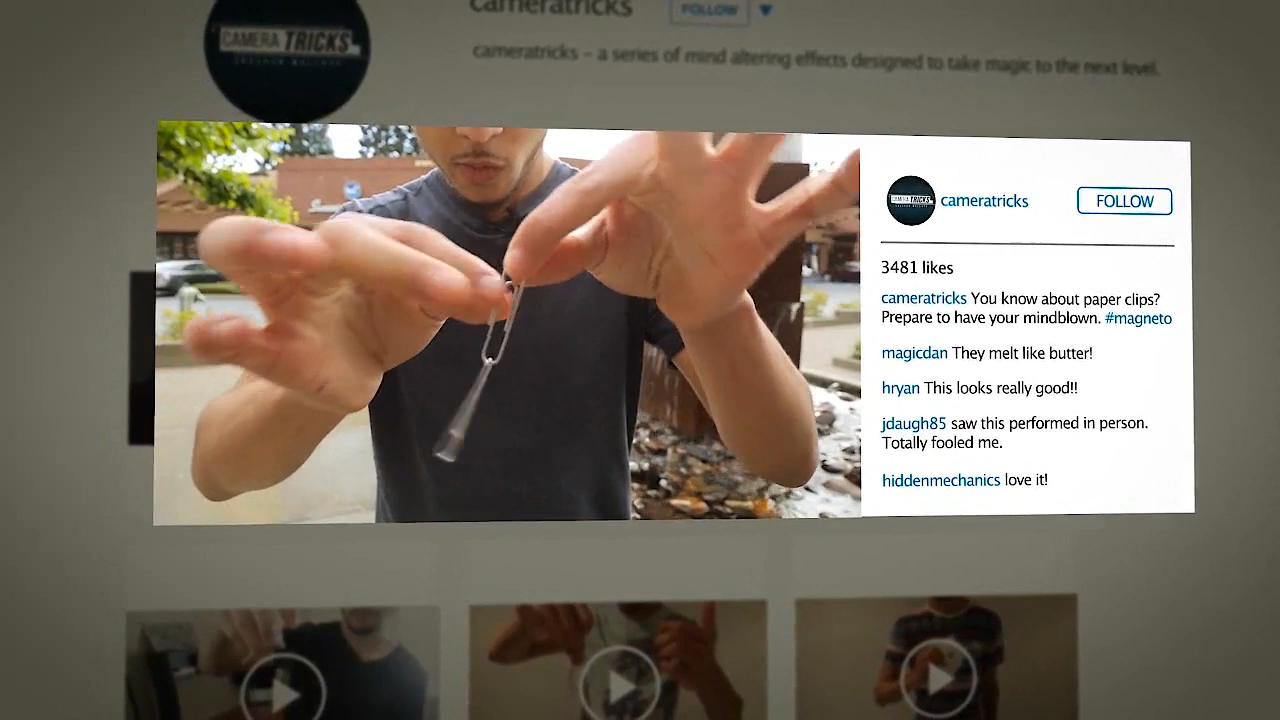 cameratricks
FOLLOW
CAMERA TRICKS
cameratricks – a series of mind altering effects designed to take magic to the next level.
CAMERA TRICKS
cameratricks
FOLLOW
3481 likes
cameratricks You know about paper clips?
Prepare to have your mindblown. #magneto
magicdan They melt like butter!
hryan This looks really good!!
jdaugh85 saw this performed in person.
Totally fooled me.
hiddenmechanics love it!